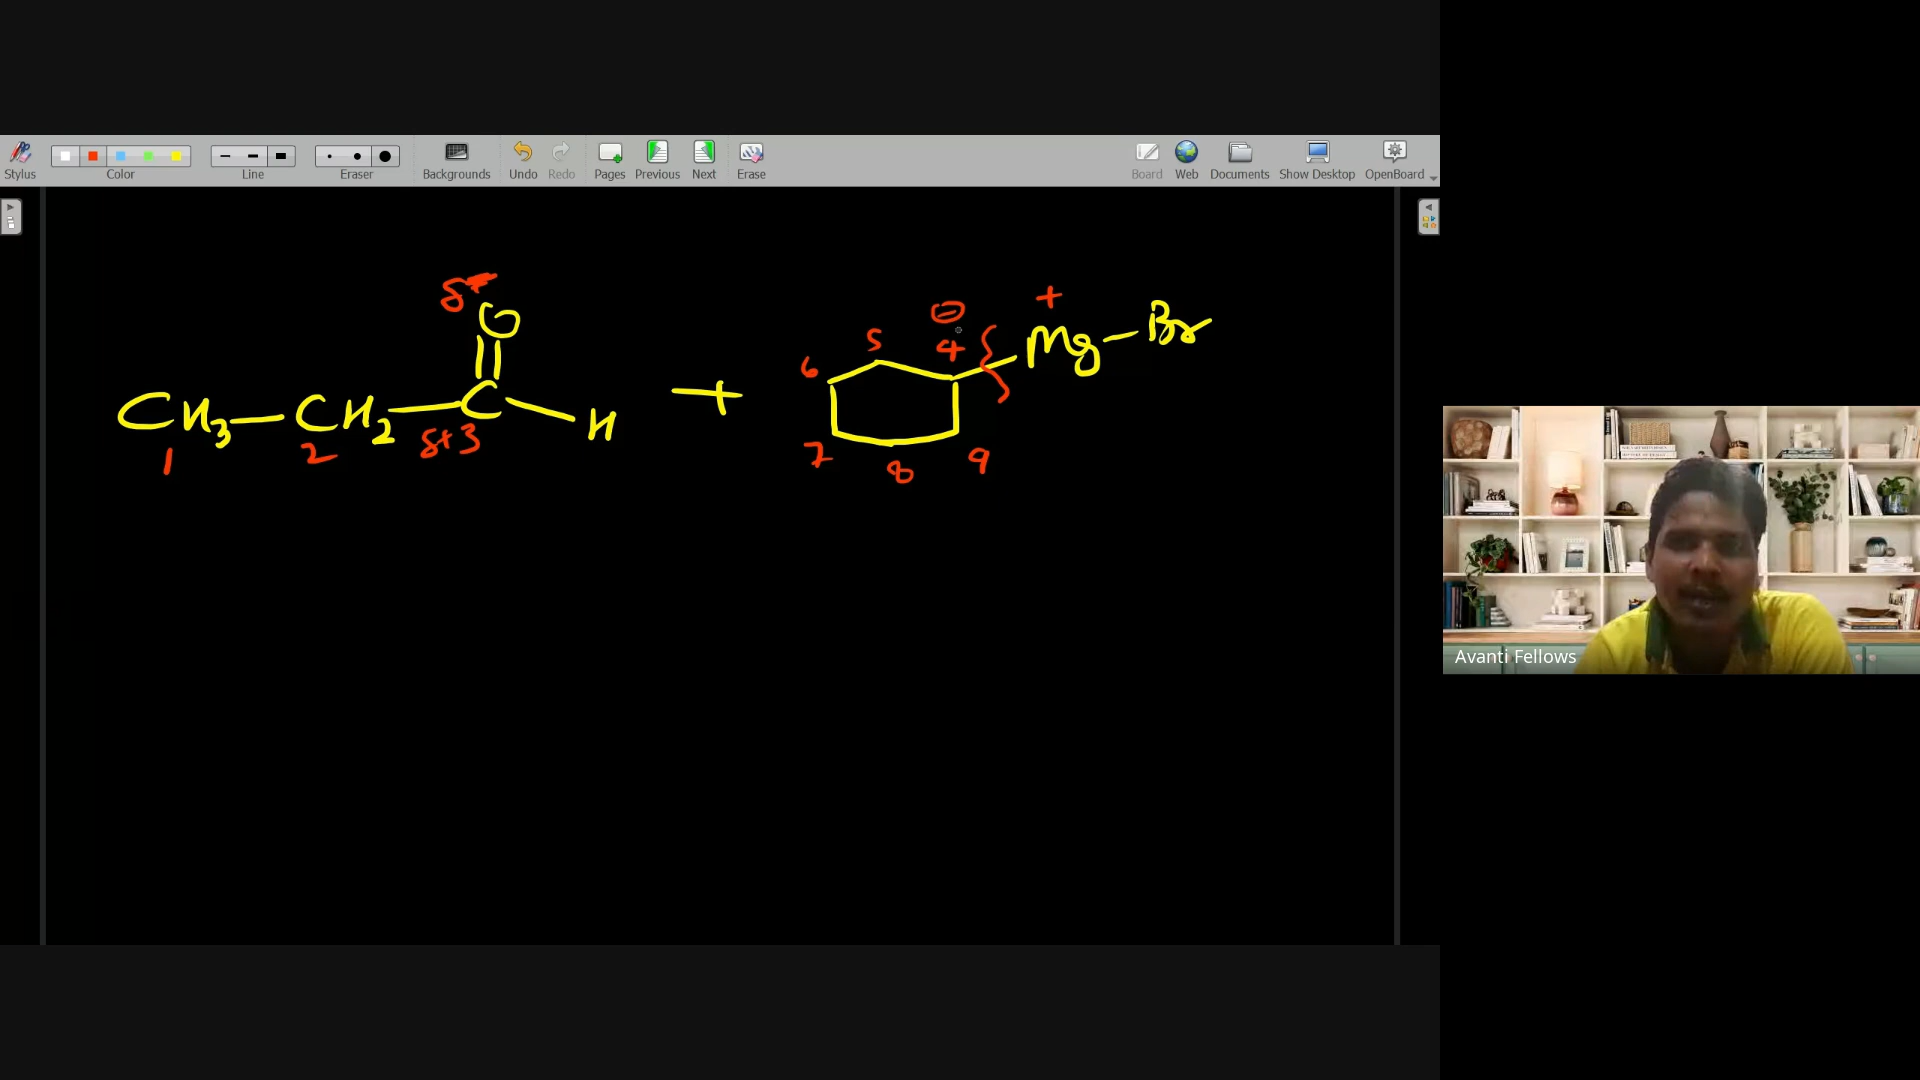 Stylus Color Line Eraser Backgrounds Undo Redo Pages Previous Next Erase Board Web Documents Show Desktop OpenBoard
δ-
O
CH3-CH2-C-H + Mg-Br
1 2 δ+ 3
⊖ +
6 5 4
7 8 9
Avanti Fellows